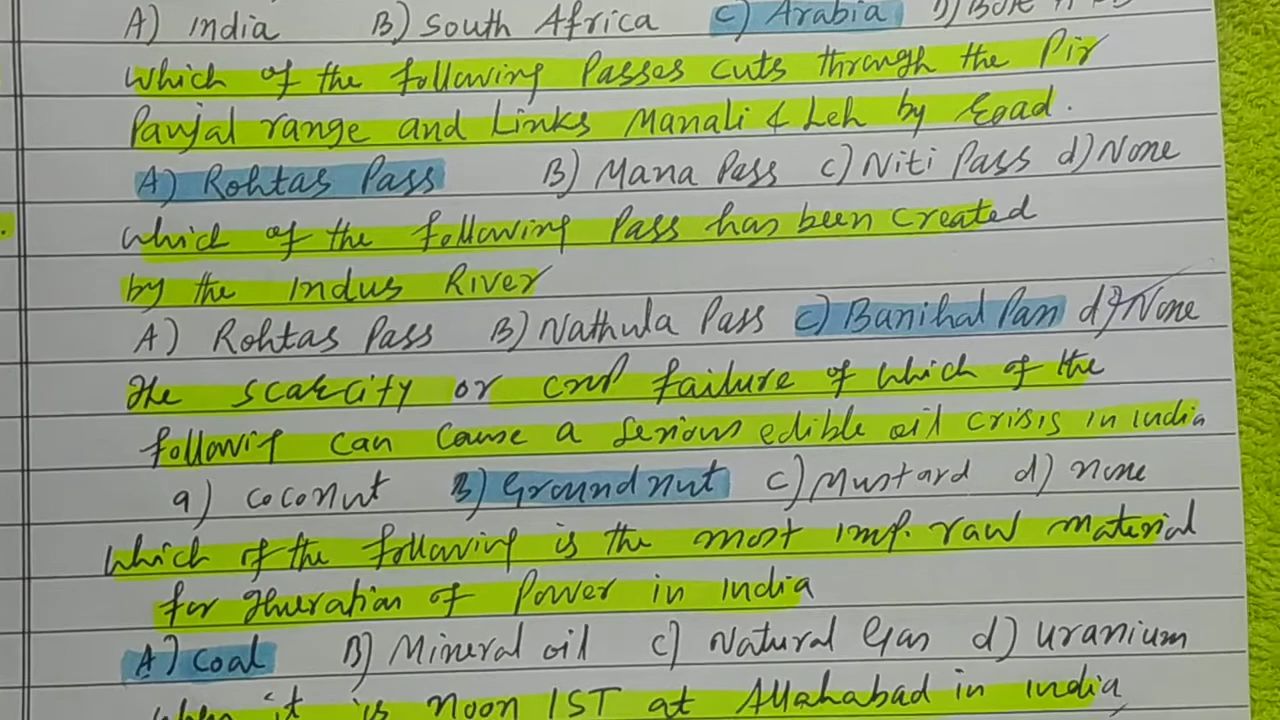 A) India B) South Africa C) Arabia
Which of the following Passes cuts through the Pir
Panjal range and Links Manali & Leh by Eoad.
A) Rohtas Pass B) Mana Pass C) Niti Pass d) None
Which of the following Pass has been created
by the Indus River
A) Rohtas Pass B) Nathula Pass C) Banihal Pass d) None
The scarcity or crop failure of which of the
following can cause a serious edible oil crisis in india
a) coconut B) Groundnut C) Mustard d) none
Which of the following is the most imp. raw material
for generation of Power in India
A) Coal B) Mineral oil C) Natural Gas d) Uranium
When it is noon IST at Allahabad in india,